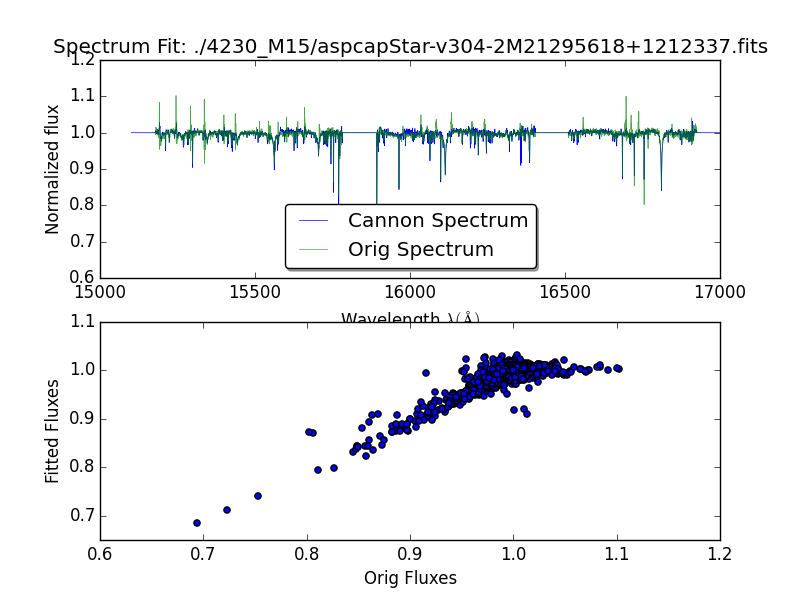 Spectrum Fit: ./4230_M15/aspcapStar-v304-2M21295618+1212337.fits
1.2
1.1
1.0
0.9
0.8
0.7
0.6
Normalized flux
Cannon Spectrum
Orig Spectrum
15000 15500 16000 16500 17000
Wavelength λ(Å)
1.1
1.0
0.9
0.8
0.7
Fitted Fluxes
0.6 0.7 0.8 0.9 1.0 1.1 1.2
Orig Fluxes